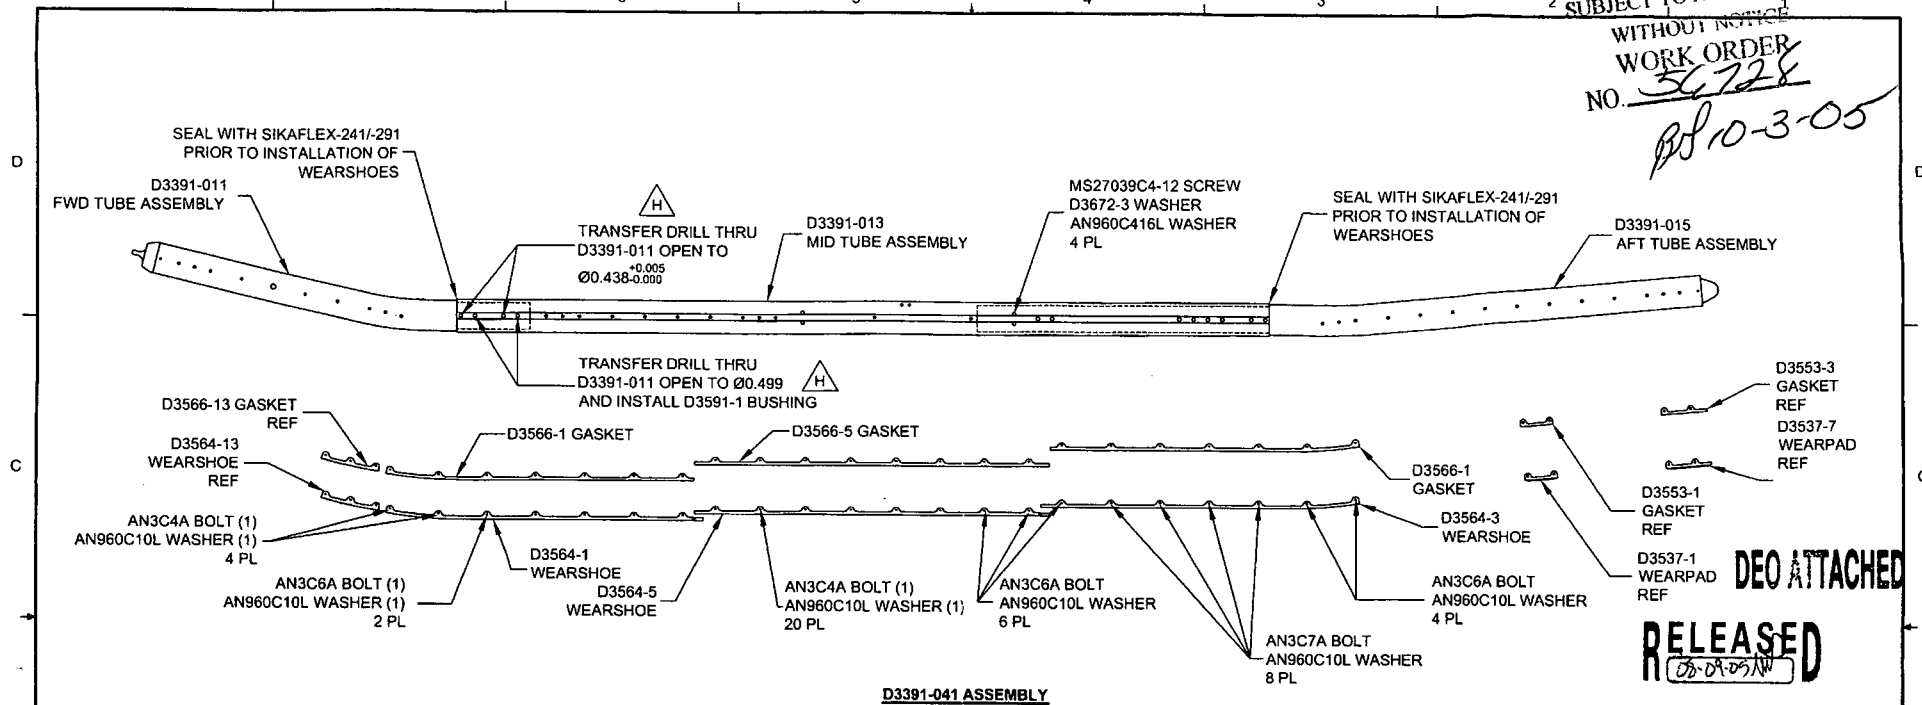 SUBJECT TO
WITHOUT NOTICE
WORK ORDER
NO. 56728
10-3-05
SEAL WITH SIKAFLEX-241/-291
PRIOR TO INSTALLATION OF
WEARSHOES
D3391-011
FWD TUBE ASSEMBLY
H
TRANSFER DRILL THRU
D3391-011 OPEN TO
Ø0.438+0.005-0.000
D3391-013
MID TUBE ASSEMBLY
MS27039C4-12 SCREW
D3672-3 WASHER
AN960C416L WASHER
4 PL
SEAL WITH SIKAFLEX-241/-291
PRIOR TO INSTALLATION OF
WEARSHOES
D3391-015
AFT TUBE ASSEMBLY
D
TRANSFER DRILL THRU
D3391-011 OPEN TO Ø0.499
AND INSTALL D3591-1 BUSHING
H
D3566-13 GASKET
REF
D3564-13
WEARSHOE
REF
D3566-1 GASKET
D3566-5 GASKET
D3566-1
GASKET
D3553-3
GASKET
REF
D3537-7
WEARPAD
REF
C
AN3C4A BOLT (1)
AN960C10L WASHER (1)
4 PL
AN3C6A BOLT (1)
AN960C10L WASHER (1)
2 PL
D3564-1
WEARSHOE
D3564-5
WEARSHOE
AN3C4A BOLT (1)
AN960C10L WASHER (1)
20 PL
AN3C6A BOLT
AN960C10L WASHER
6 PL
AN3C7A BOLT
AN960C10L WASHER
8 PL
D3564-3
WEARSHOE
AN3C6A BOLT
AN960C10L WASHER
4 PL
D3553-1
GASKET
REF
D3537-1
WEARPAD
REF
DEO ATTACHED
RELEASED
05-09-05
D3391-041 ASSEMBLY